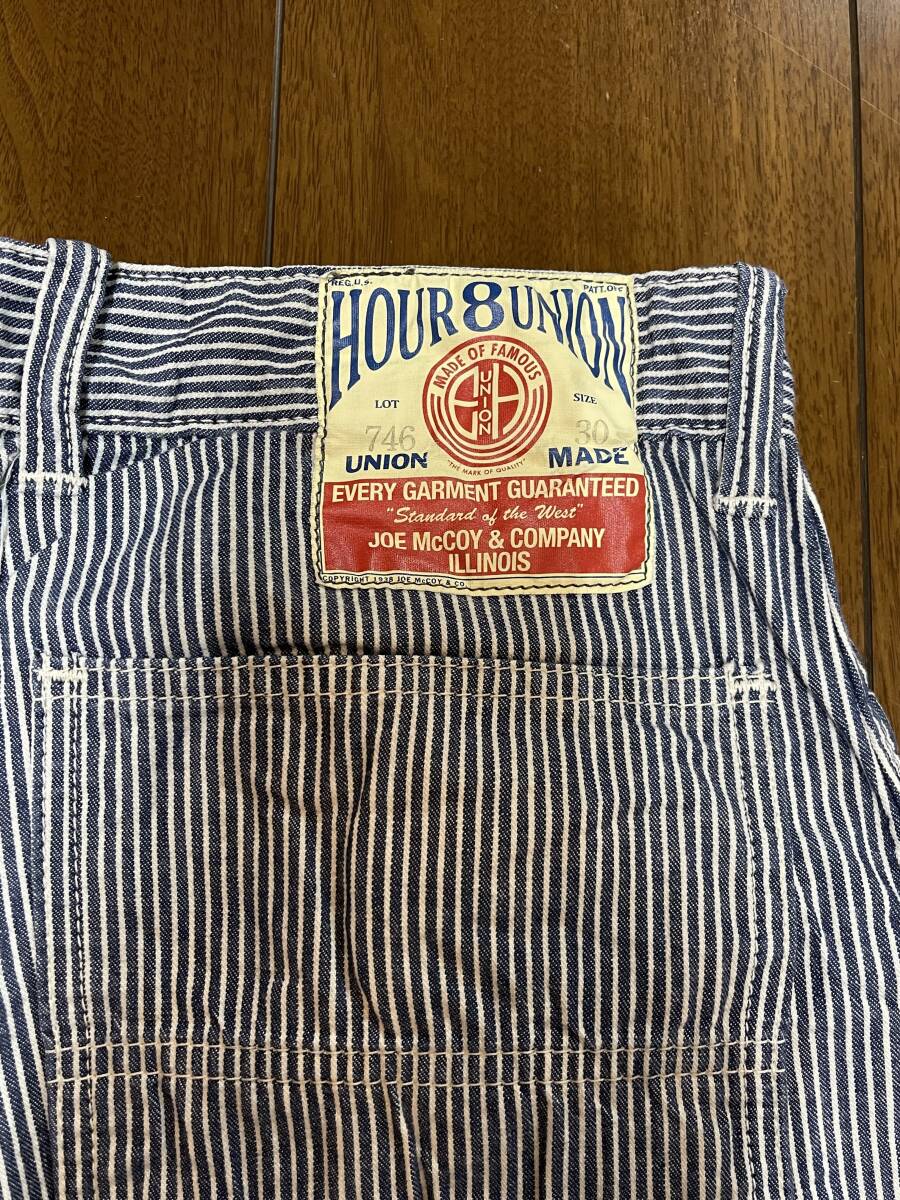 REG.U.S. PATT.OFF
HOUR 8 UNION
MADE OF FAMOUS
LOT SIZE
8H
UNION
746 30
UNION MADE
"THE MARK OF QUALITY"
EVERY GARMENT GUARANTEED
"Standard of the West"
JOE McCOY & COMPANY
ILLINOIS
COPYRIGHT 1938 JOE McCOY & CO.